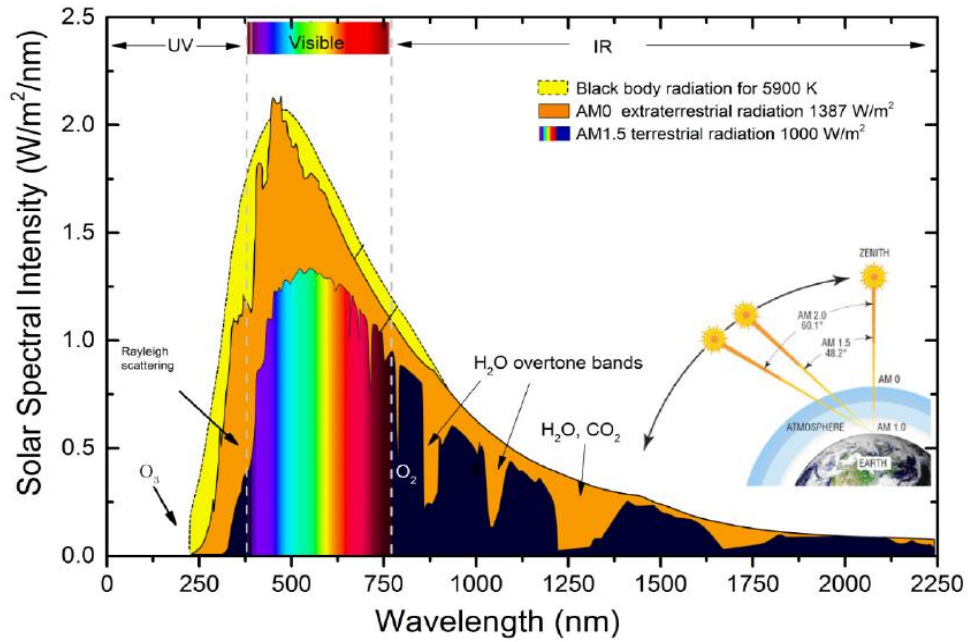 2.5
2.0
1.5
1.0
0.5
0.0
Solar Spectral Intensity (W/m²/nm)
UV
Visible
IR
Black body radiation for 5900 K
AM0 extraterrestrial radiation 1387 W/m²
AM1.5 terrestrial radiation 1000 W/m²
Rayleigh
scattering
O₃
O₂
H₂O overtone bands
H₂O, CO₂
ZENITH
AM 2.0
60.1°
AM 1.5
48.2°
AM 0
ATMOSPHERE
AM 1.0
EARTH
0 250 500 750 1000 1250 1500 1750 2000 2250
Wavelength (nm)